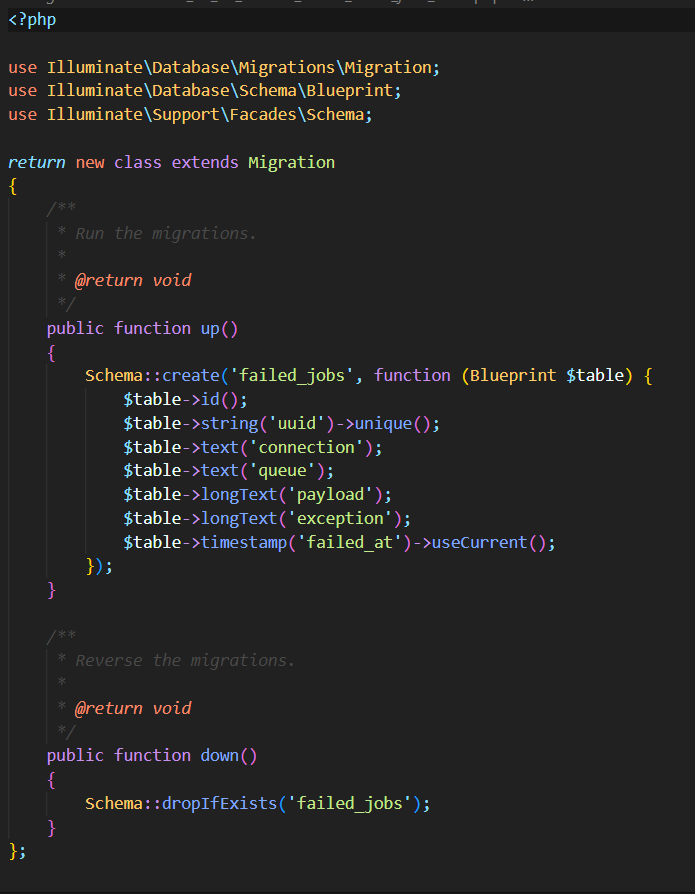 <?php
use Illuminate\Database\Migrations\Migration;
use Illuminate\Database\Schema\Blueprint;
use Illuminate\Support\Facades\Schema;
return new class extends Migration
{
    /**
     * Run the migrations.
     *
     * @return void
     */
    public function up()
    {
        Schema::create('failed_jobs', function (Blueprint $table) {
            $table->id();
            $table->string('uuid')->unique();
            $table->text('connection');
            $table->text('queue');
            $table->longText('payload');
            $table->longText('exception');
            $table->timestamp('failed_at')->useCurrent();
        });
    }
    /**
     * Reverse the migrations.
     *
     * @return void
     */
    public function down()
    {
        Schema::dropIfExists('failed_jobs');
    }
};